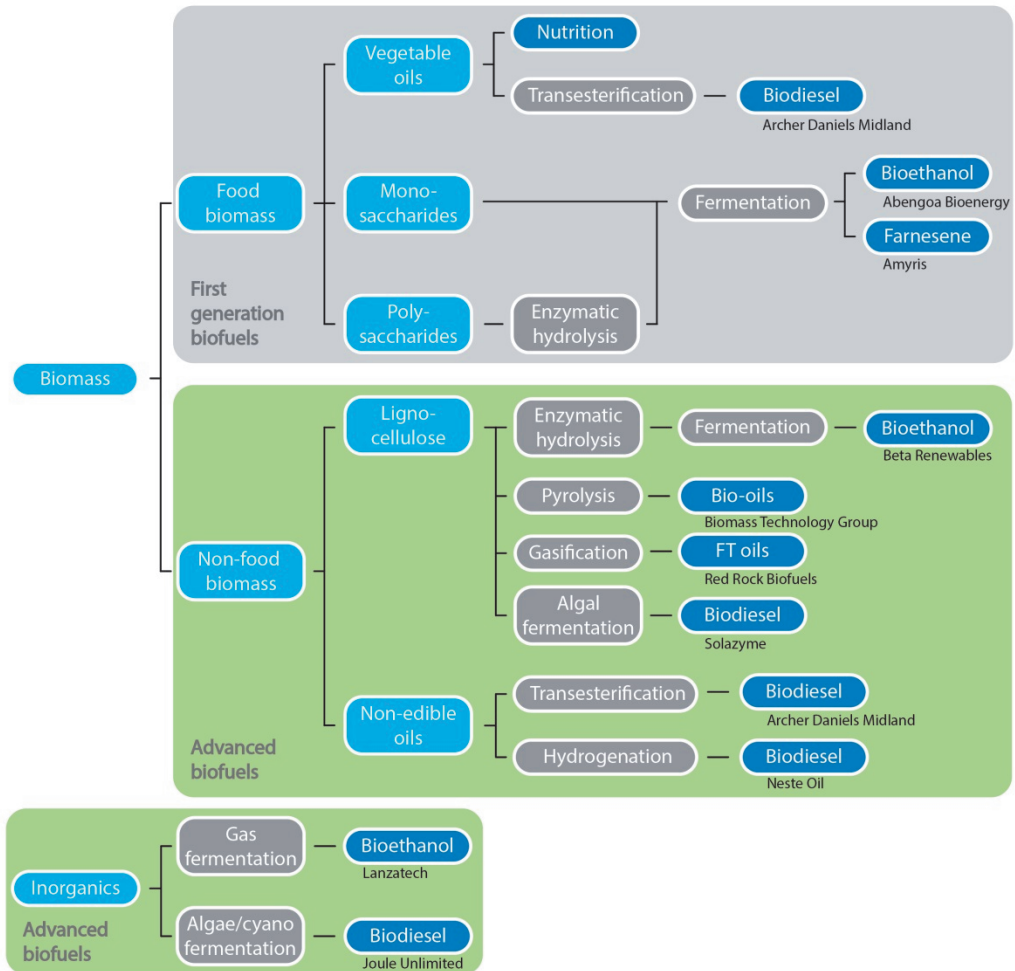 Nutrition
Vegetable
oils
Transesterification
Biodiesel
Archer Daniels Midland
Food
biomass
Mono-
saccharides
Fermentation
Bioethanol
Abengoa Bioenergy
Farnesene
Amyris
First
generation
biofuels
Poly-
saccharides
Enzymatic
hydrolysis
Biomass
Ligno-
cellulose
Enzymatic
hydrolysis
Fermentation
Bioethanol
Beta Renewables
Pyrolysis
Bio-oils
Biomass Technology Group
Non-food
biomass
Gasification
FT oils
Red Rock Biofuels
Algal
fermentation
Biodiesel
Solazyme
Non-edible
oils
Transesterification
Biodiesel
Archer Daniels Midland
Hydrogenation
Biodiesel
Neste Oil
Advanced
biofuels
Inorganics
Gas
fermentation
Bioethanol
Lanzatech
Algae/cyano
fermentation
Biodiesel
Joule Unlimited
Advanced
biofuels